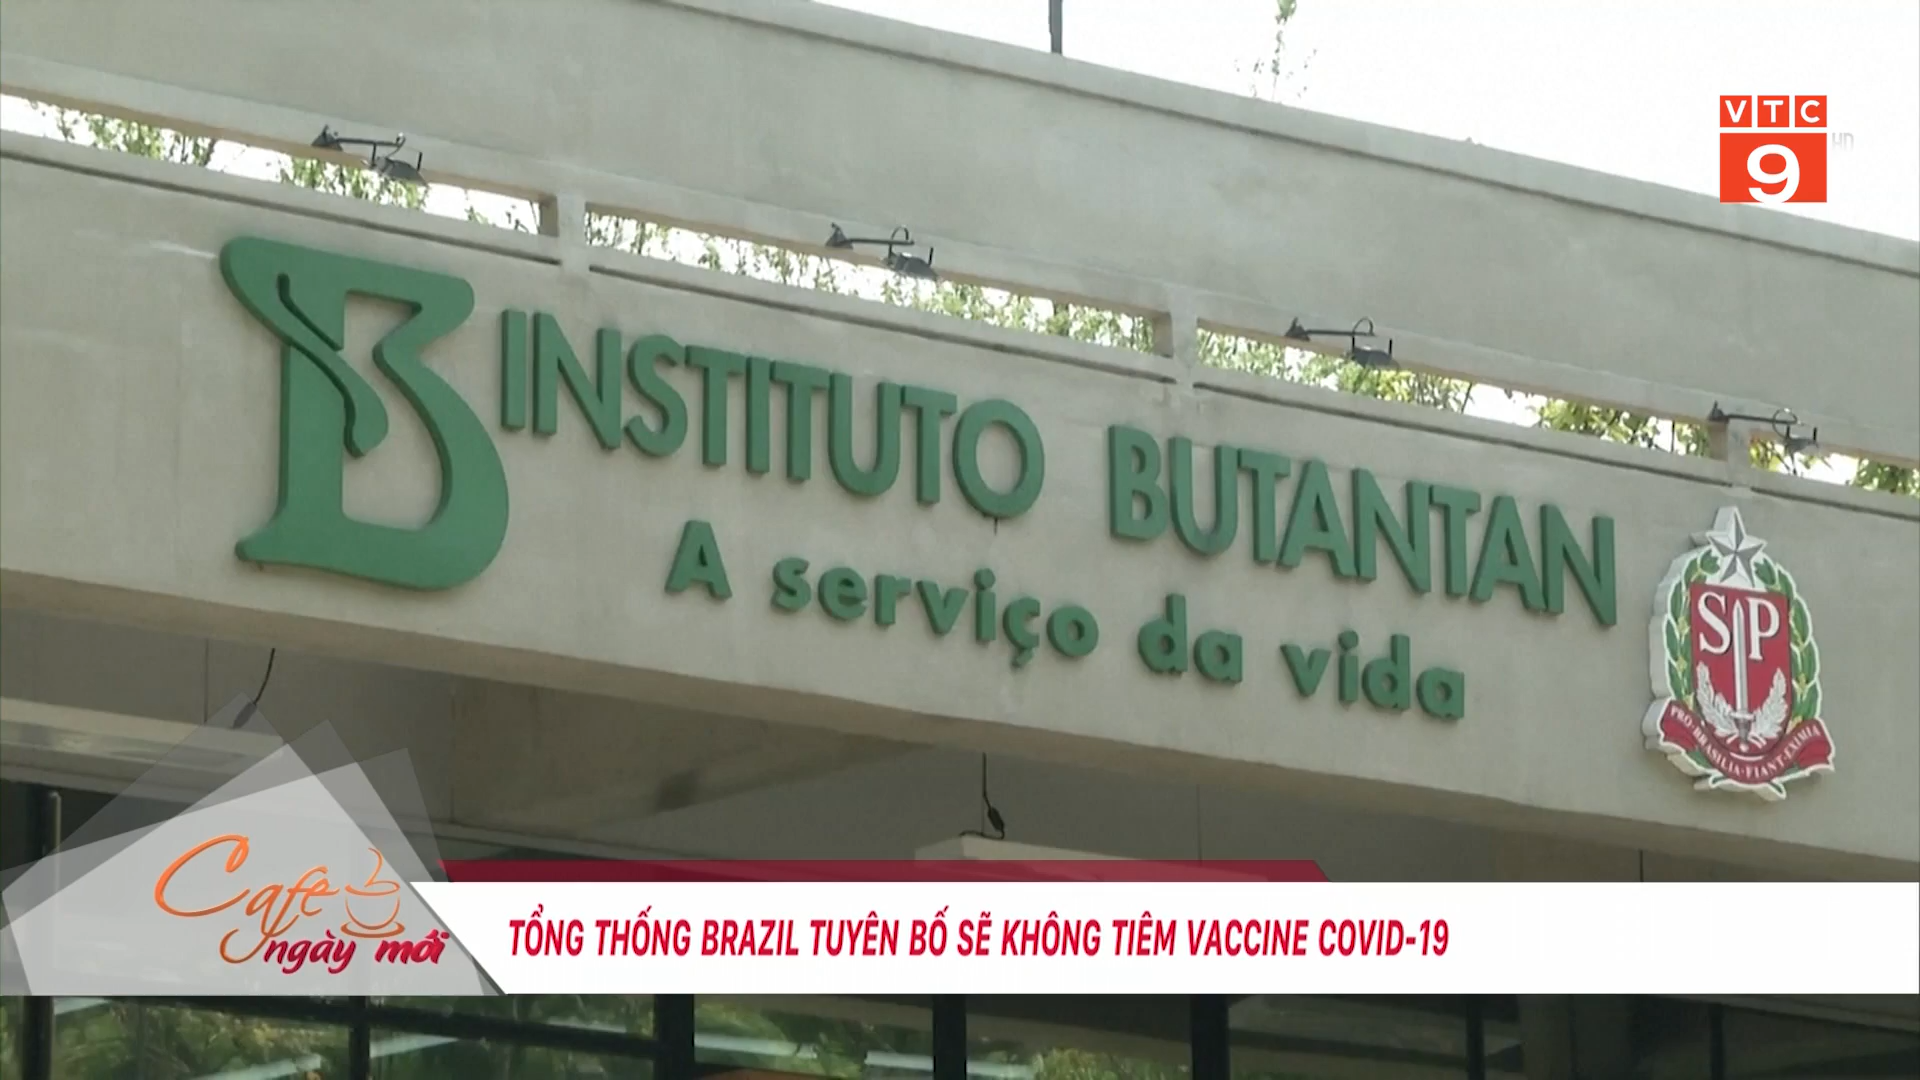 VTC
9
HD
B INSTITUTO BUTANTAN
A serviço da vida
SP
PRO·BRASILIA·FIANT·EXIMIA
Cafe
ngày mới
TỔNG THỐNG BRAZIL TUYÊN BỐ SẼ KHÔNG TIÊM VACCINE COVID-19